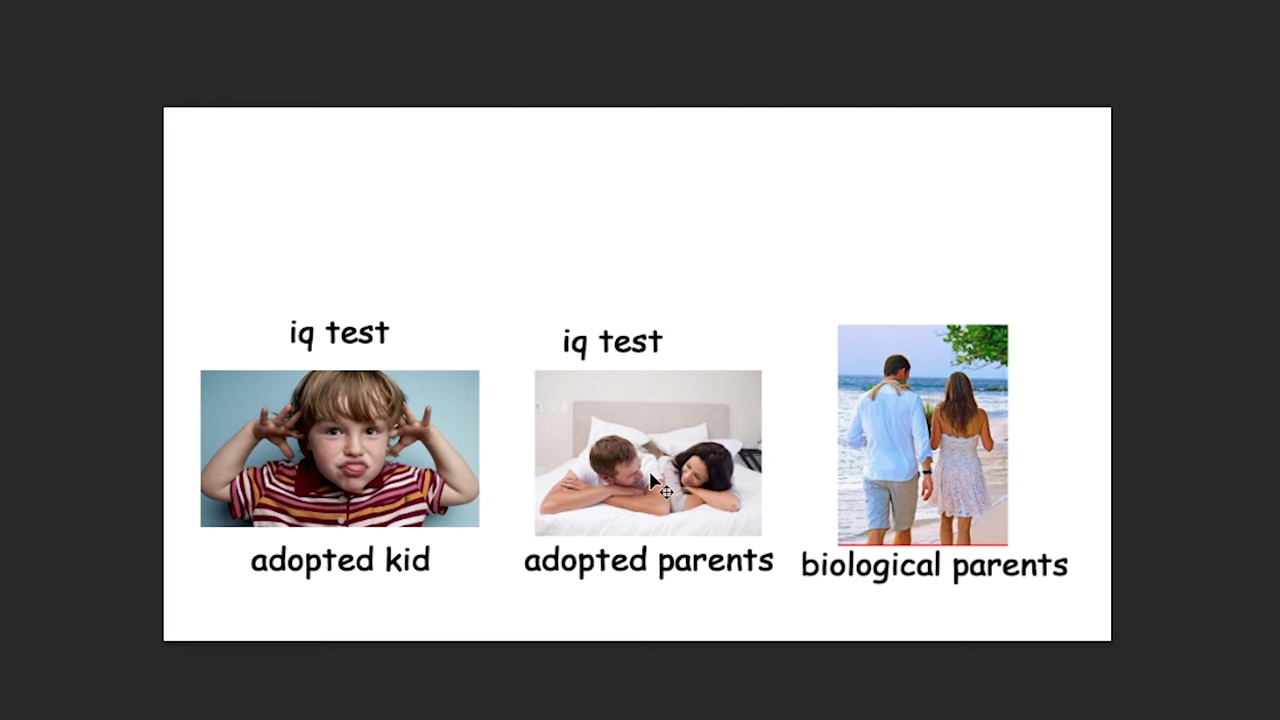 iq test
iq test
adopted kid
adopted parents
biological parents